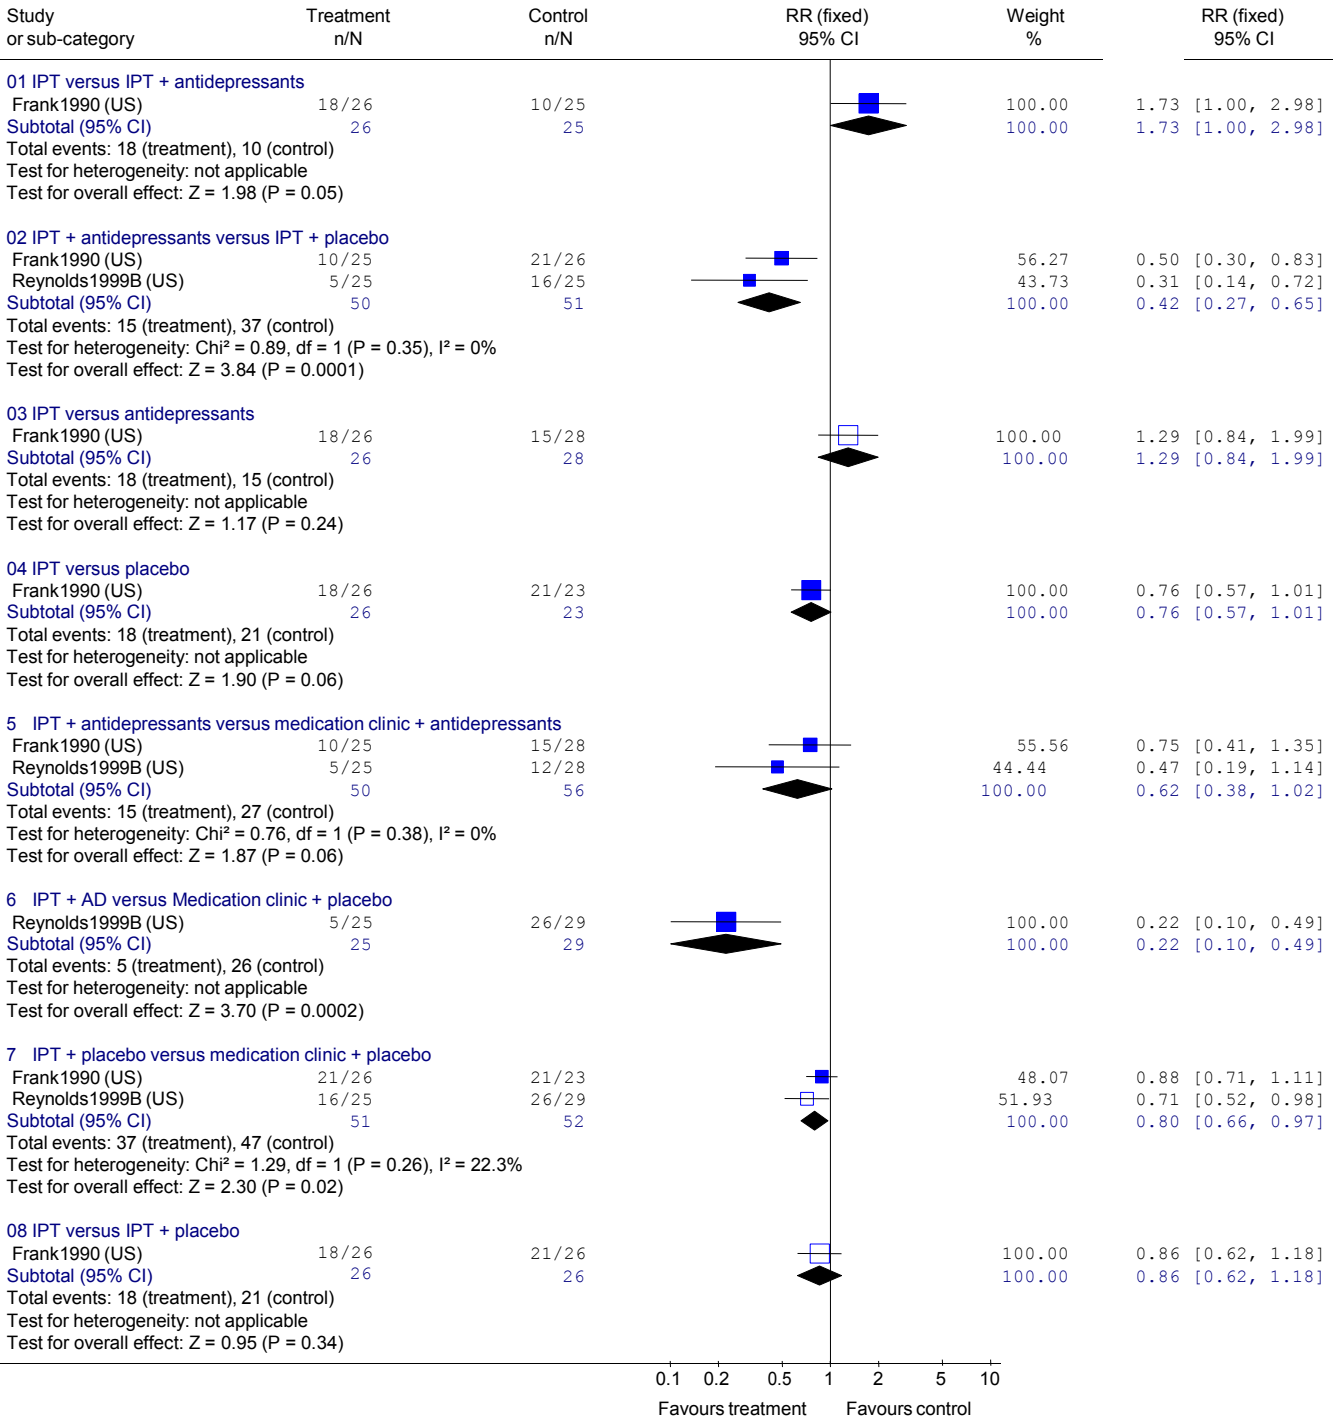 Study Treatment Control RR (fixed) Weight RR (fixed)
or sub-category n/N n/N 95% CI % 95% CI
01 IPT versus IPT + antidepressants
Frank1990 (US) 18/26 10/25 100.00 1.73 [1.00, 2.98]
Subtotal (95% CI) 26 25 100.00 1.73 [1.00, 2.98]
Total events: 18 (treatment), 10 (control)
Test for heterogeneity: not applicable
Test for overall effect: Z = 1.98 (P = 0.05)
02 IPT + antidepressants versus IPT + placebo
Frank1990 (US) 10/25 21/26 56.27 0.50 [0.30, 0.83]
Reynolds1999B (US) 5/25 16/25 43.73 0.31 [0.14, 0.72]
Subtotal (95% CI) 50 51 100.00 0.42 [0.27, 0.65]
Total events: 15 (treatment), 37 (control)
Test for heterogeneity: Chi² = 0.89, df = 1 (P = 0.35), I² = 0%
Test for overall effect: Z = 3.84 (P = 0.0001)
03 IPT versus antidepressants
Frank1990 (US) 18/26 15/28 100.00 1.29 [0.84, 1.99]
Subtotal (95% CI) 26 28 100.00 1.29 [0.84, 1.99]
Total events: 18 (treatment), 15 (control)
Test for heterogeneity: not applicable
Test for overall effect: Z = 1.17 (P = 0.24)
04 IPT versus placebo
Frank1990 (US) 18/26 21/23 100.00 0.76 [0.57, 1.01]
Subtotal (95% CI) 26 23 100.00 0.76 [0.57, 1.01]
Total events: 18 (treatment), 21 (control)
Test for heterogeneity: not applicable
Test for overall effect: Z = 1.90 (P = 0.06)
5 IPT + antidepressants versus medication clinic + antidepressants
Frank1990 (US) 10/25 15/28 55.56 0.75 [0.41, 1.35]
Reynolds1999B (US) 5/25 12/28 44.44 0.47 [0.19, 1.14]
Subtotal (95% CI) 50 56 100.00 0.62 [0.38, 1.02]
Total events: 15 (treatment), 27 (control)
Test for heterogeneity: Chi² = 0.76, df = 1 (P = 0.38), I² = 0%
Test for overall effect: Z = 1.87 (P = 0.06)
6 IPT + AD versus Medication clinic + placebo
Reynolds1999B (US) 5/25 26/29 100.00 0.22 [0.10, 0.49]
Subtotal (95% CI) 25 29 100.00 0.22 [0.10, 0.49]
Total events: 5 (treatment), 26 (control)
Test for heterogeneity: not applicable
Test for overall effect: Z = 3.70 (P = 0.0002)
7 IPT + placebo versus medication clinic + placebo
Frank1990 (US) 21/26 21/23 48.07 0.88 [0.71, 1.11]
Reynolds1999B (US) 16/25 26/29 51.93 0.71 [0.52, 0.98]
Subtotal (95% CI) 51 52 100.00 0.80 [0.66, 0.97]
Total events: 37 (treatment), 47 (control)
Test for heterogeneity: Chi² = 1.29, df = 1 (P = 0.26), I² = 22.3%
Test for overall effect: Z = 2.30 (P = 0.02)
08 IPT versus IPT + placebo
Frank1990 (US) 18/26 21/26 100.00 0.86 [0.62, 1.18]
Subtotal (95% CI) 26 26 100.00 0.86 [0.62, 1.18]
Total events: 18 (treatment), 21 (control)
Test for heterogeneity: not applicable
Test for overall effect: Z = 0.95 (P = 0.34)
0.1 0.2 0.5 1 2 5 10
Favours treatment Favours control